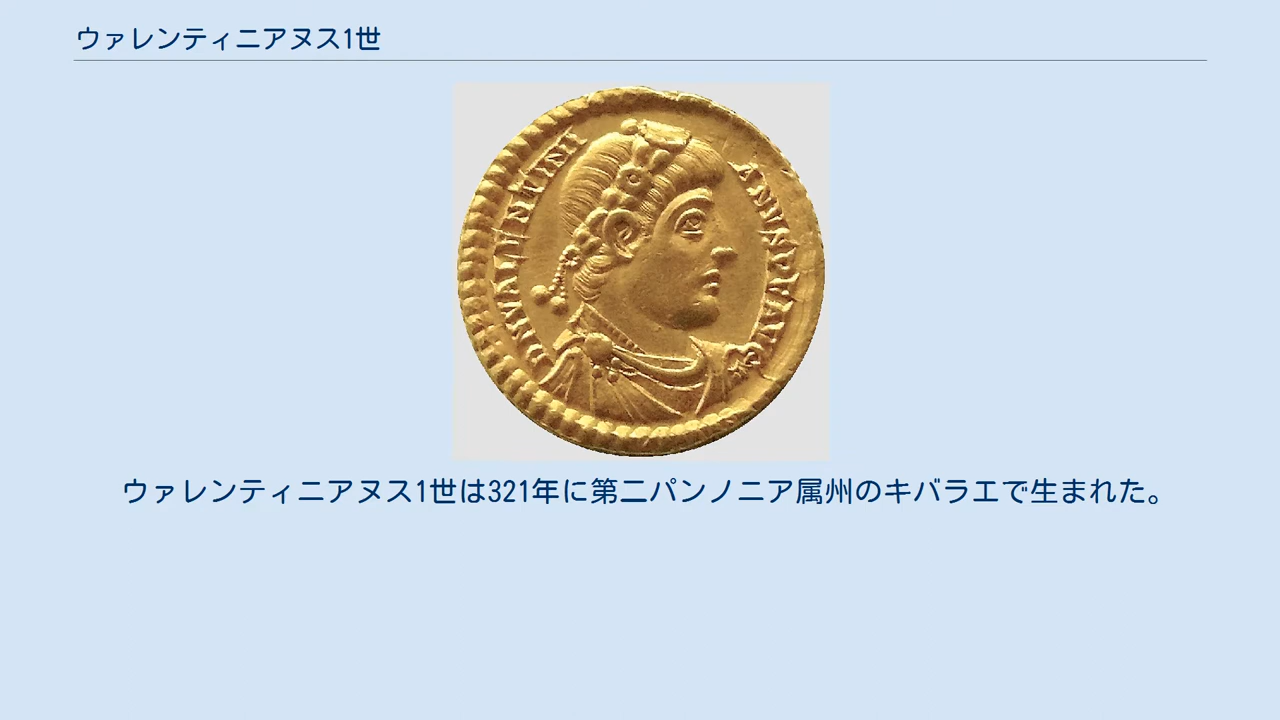 ウァレンティニアヌス1世
DNVALENTINI
ANVSPFAVG
ウァレンティニアヌス1世は321年に第二パンノニア属州のキバラエで生まれた。